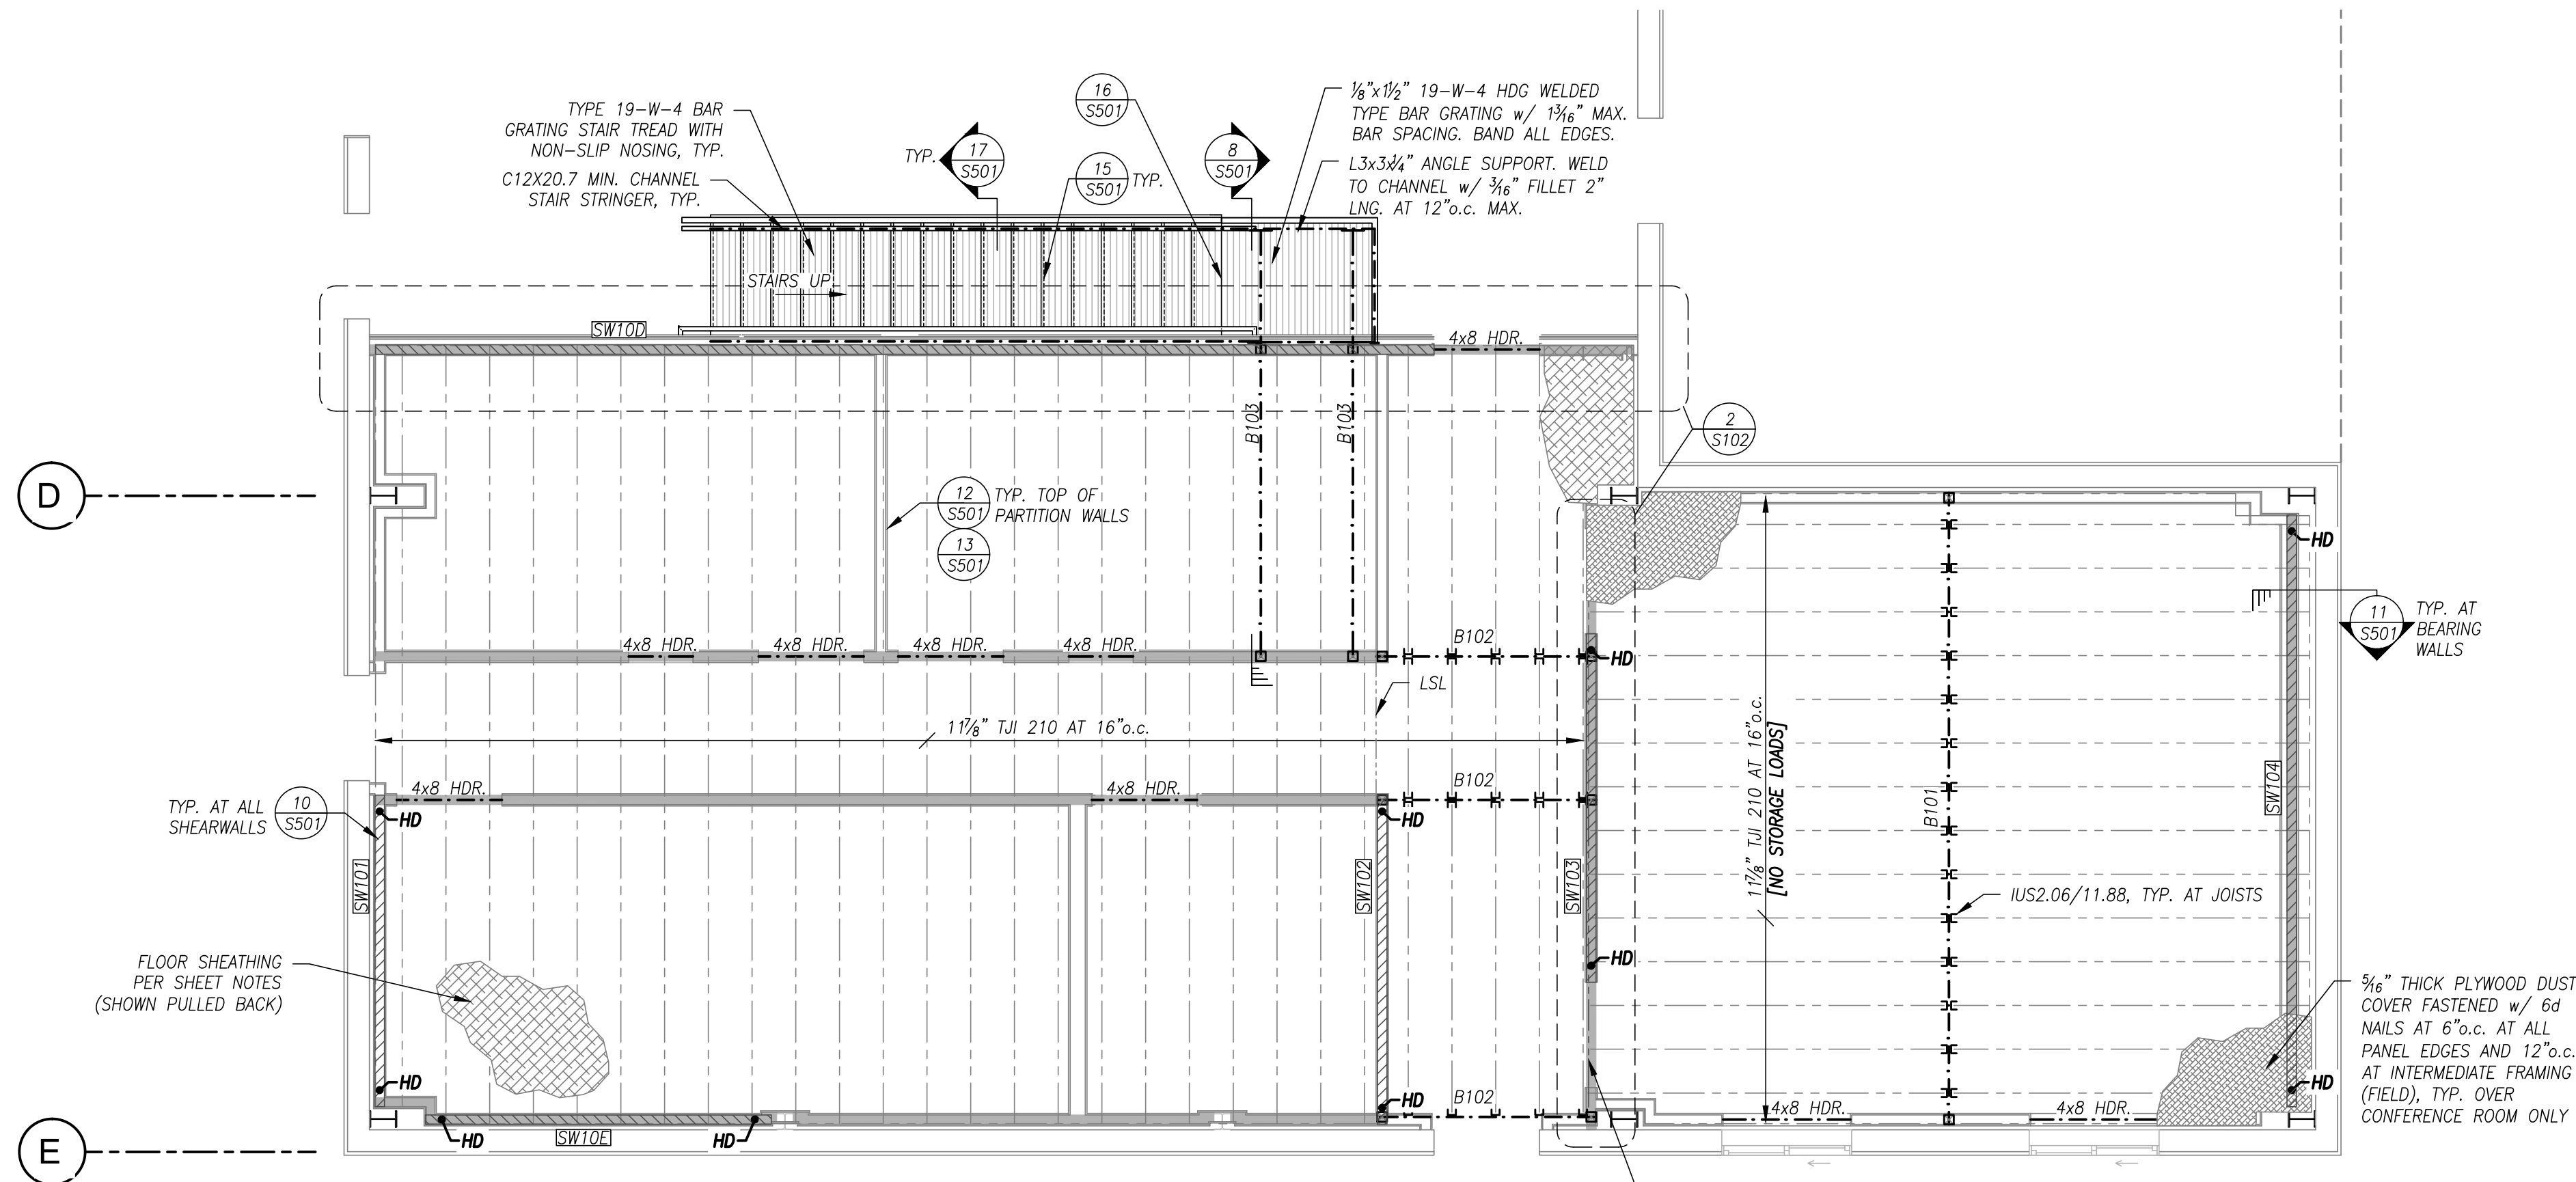 TYPE 19-W-4 BAR
GRATING STAIR TREAD WITH
NON-SLIP NOSING, TYP.
C12X20.7 MIN. CHANNEL
STAIR STRINGER, TYP.
TYP.
17
S501
16
S501
15
S501
TYP.
8
S501
⅛"x1½" 19-W-4 HDG WELDED
TYPE BAR GRATING w/ 1³⁄₁₆" MAX.
BAR SPACING. BAND ALL EDGES.
L3x3x¼" ANGLE SUPPORT. WELD
TO CHANNEL w/ ³⁄₁₆" FILLET 2"
LNG. AT 12"o.c. MAX.
STAIRS UP
SW10D
4x8 HDR.
B103
B103
2
S102
D
12
S501
TYP. TOP OF
PARTITION WALLS
13
S501
HD
11
S501
TYP. AT
BEARING
WALLS
4x8 HDR.
4x8 HDR.
4x8 HDR.
4x8 HDR.
B102
HD
LSL
11⅞" TJI 210 AT 16"o.c.
11⅞" TJI 210 AT 16"o.c.
[NO STORAGE LOADS]
B101
SW104
4x8 HDR.
4x8 HDR.
B102
TYP. AT ALL
SHEARWALLS
10
S501
HD
HD
SW101
SW102
SW103
IUS2.06/11.88, TYP. AT JOISTS
HD
FLOOR SHEATHING
PER SHEET NOTES
(SHOWN PULLED BACK)
⁵⁄₁₆" THICK PLYWOOD DUST
COVER FASTENED w/ 6d
NAILS AT 6"o.c. AT ALL
PANEL EDGES AND 12"o.c.
AT INTERMEDIATE FRAMING
(FIELD), TYP. OVER
CONFERENCE ROOM ONLY
HD
HD
HD
B102
4x8 HDR.
4x8 HDR.
HD
SW10E
HD
E